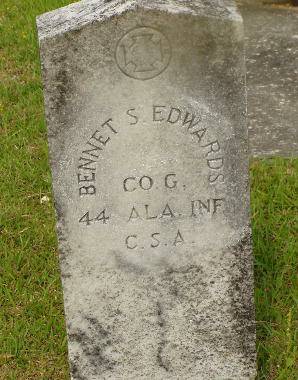 BENNET S. EDWARDS
CO. G.
44 ALA. INF
C.S.A.